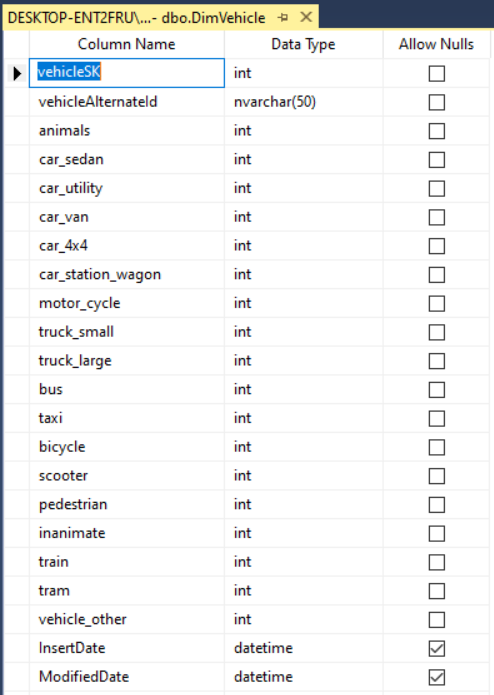 DESKTOP-ENT2FRU\...- dbo.DimVehicle
Column Name Data Type Allow Nulls
vehicleSK int
vehicleAlternateId nvarchar(50)
animals int
car_sedan int
car_utility int
car_van int
car_4x4 int
car_station_wagon int
motor_cycle int
truck_small int
truck_large int
bus int
taxi int
bicycle int
scooter int
pedestrian int
inanimate int
train int
tram int
vehicle_other int
InsertDate datetime
ModifiedDate datetime